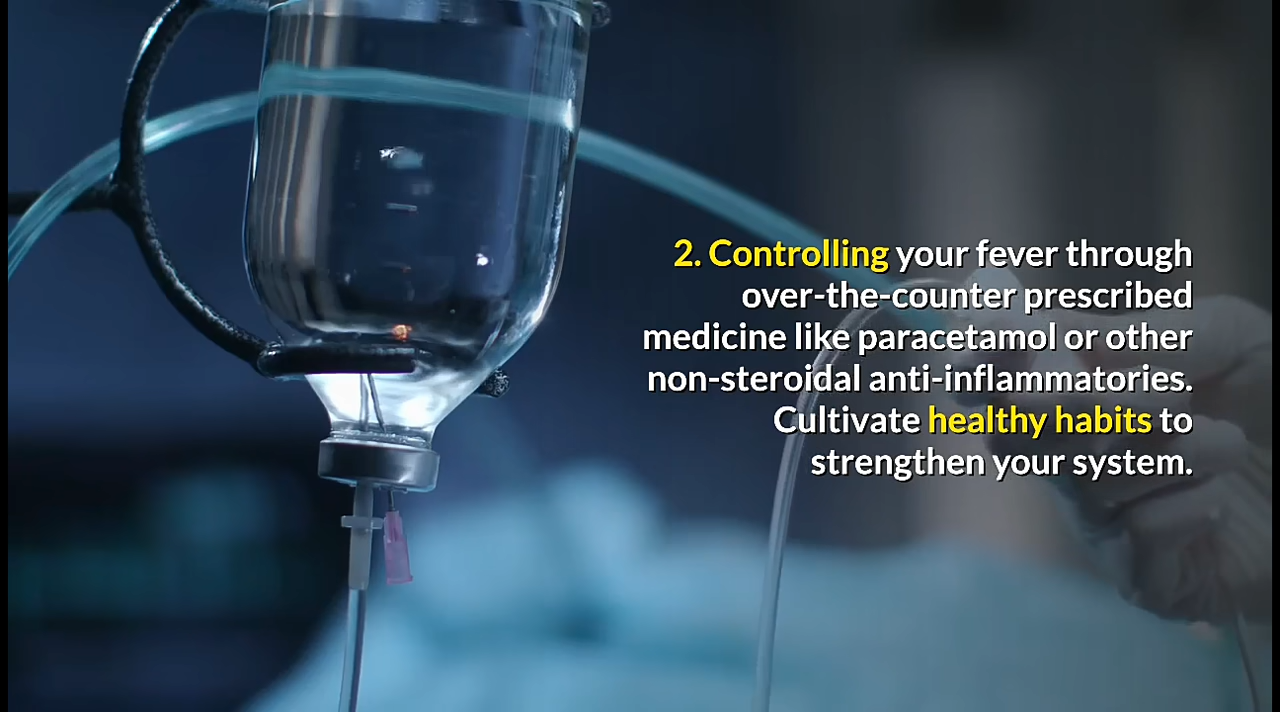 2. Controlling your fever through
over-the-counter prescribed
medicine like paracetamol or other
non-steroidal anti-inflammatories.
Cultivate healthy habits to
strengthen your system.